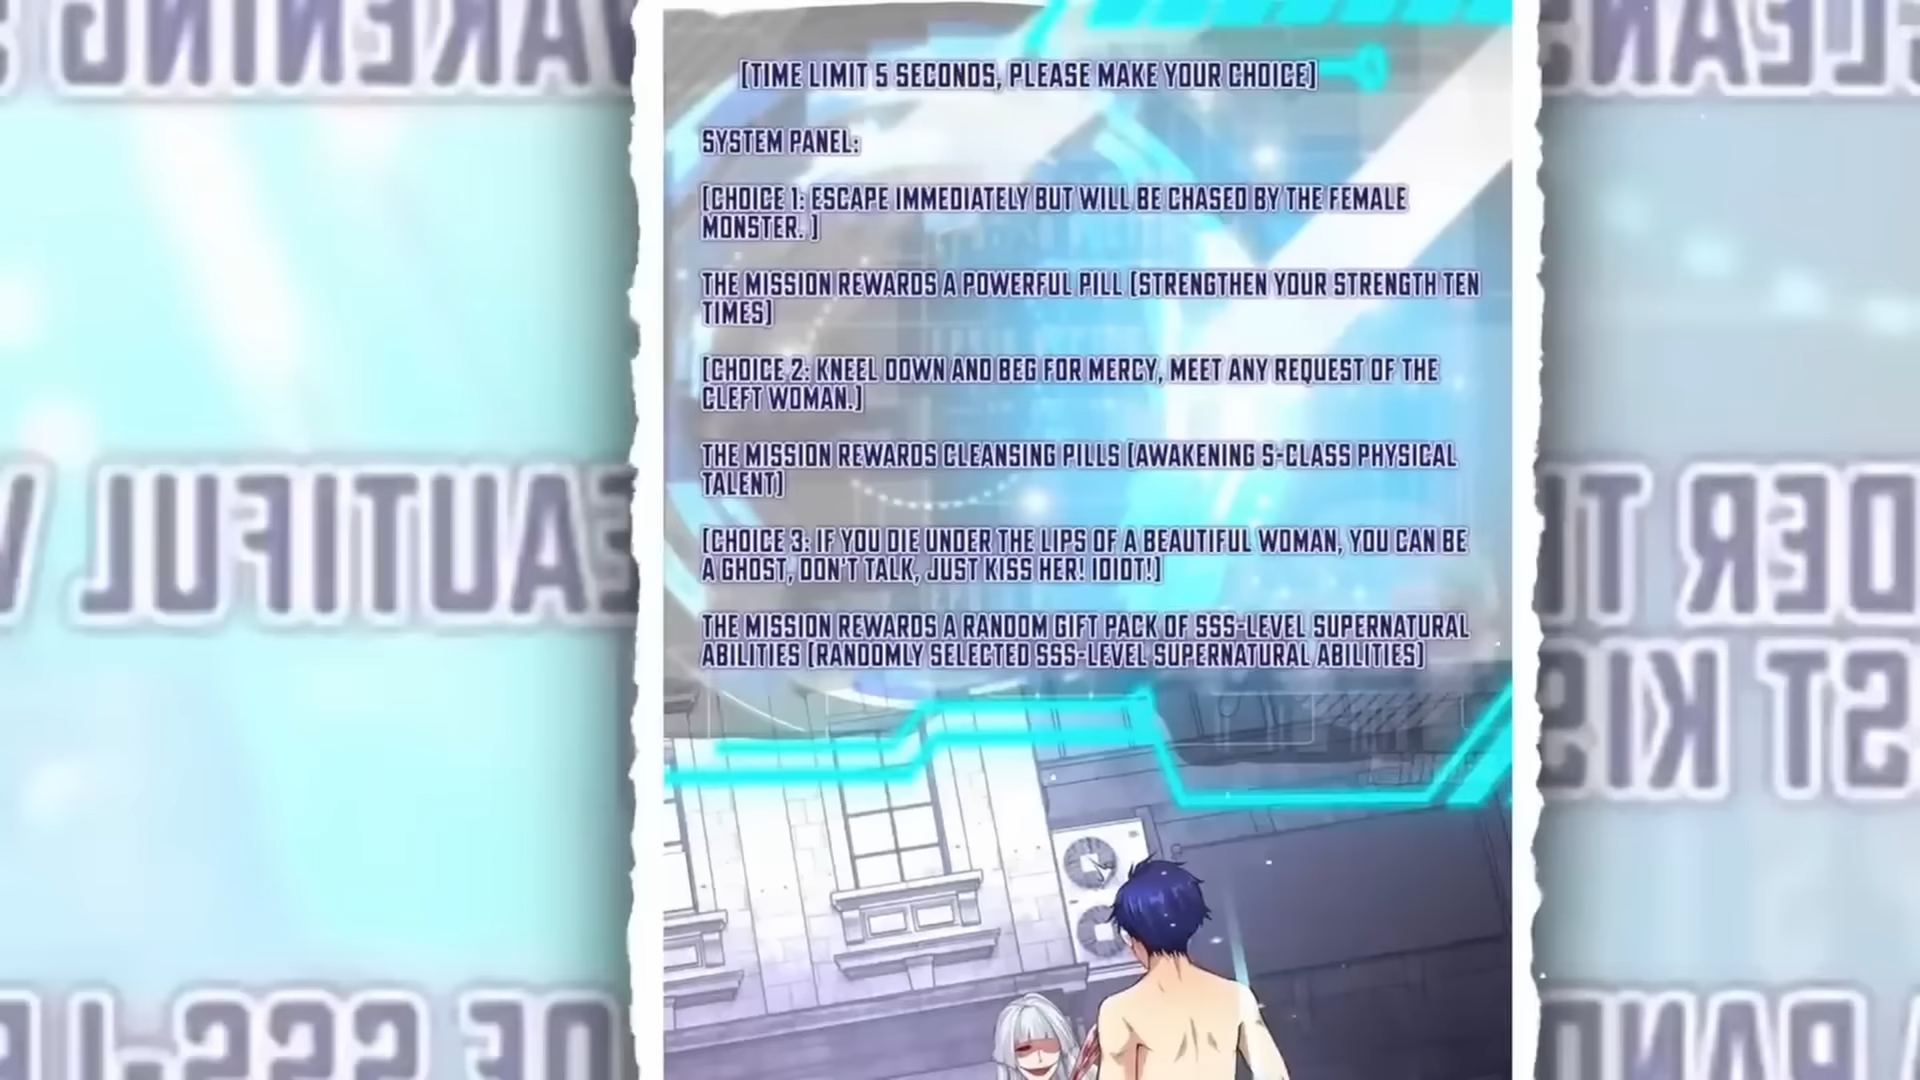 [TIME LIMIT 5 SECONDS, PLEASE MAKE YOUR CHOICE]
SYSTEM PANEL:
[CHOICE 1: ESCAPE IMMEDIATELY BUT WILL BE CHASED BY THE FEMALE
MONSTER. ]
THE MISSION REWARDS A POWERFUL PILL [STRENGTHEN YOUR STRENGTH TEN
TIMES]
[CHOICE 2: KNEEL DOWN AND BEG FOR MERCY, MEET ANY REQUEST OF THE
CLEFT WOMAN.]
THE MISSION REWARDS CLEANSING PILLS [AWAKENING S-CLASS PHYSICAL
TALENT]
[CHOICE 3: IF YOU DIE UNDER THE LIPS OF A BEAUTIFUL WOMAN, YOU CAN BE
A GHOST, DON'T TALK, JUST KISS HER! IDIOT!]
THE MISSION REWARDS A RANDOM GIFT PACK OF SSS-LEVEL SUPERNATURAL
ABILITIES [RANDOMLY SELECTED SSS-LEVEL SUPERNATURAL ABILITIES]